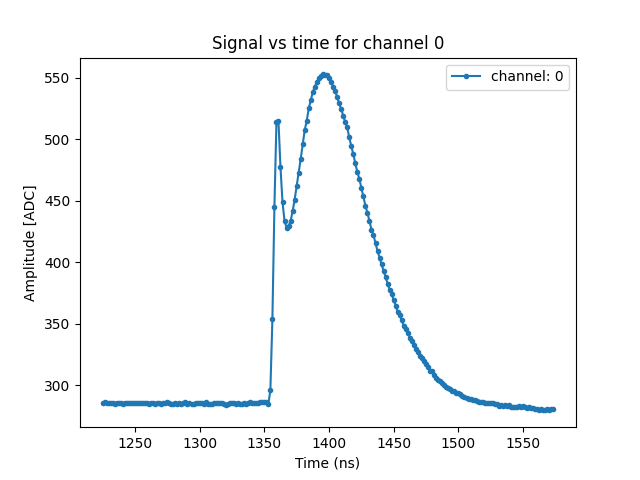 Signal vs time for channel 0
channel: 0
Amplitude [ADC]
550
500
450
400
350
300
1250 1300 1350 1400 1450 1500 1550
Time (ns)